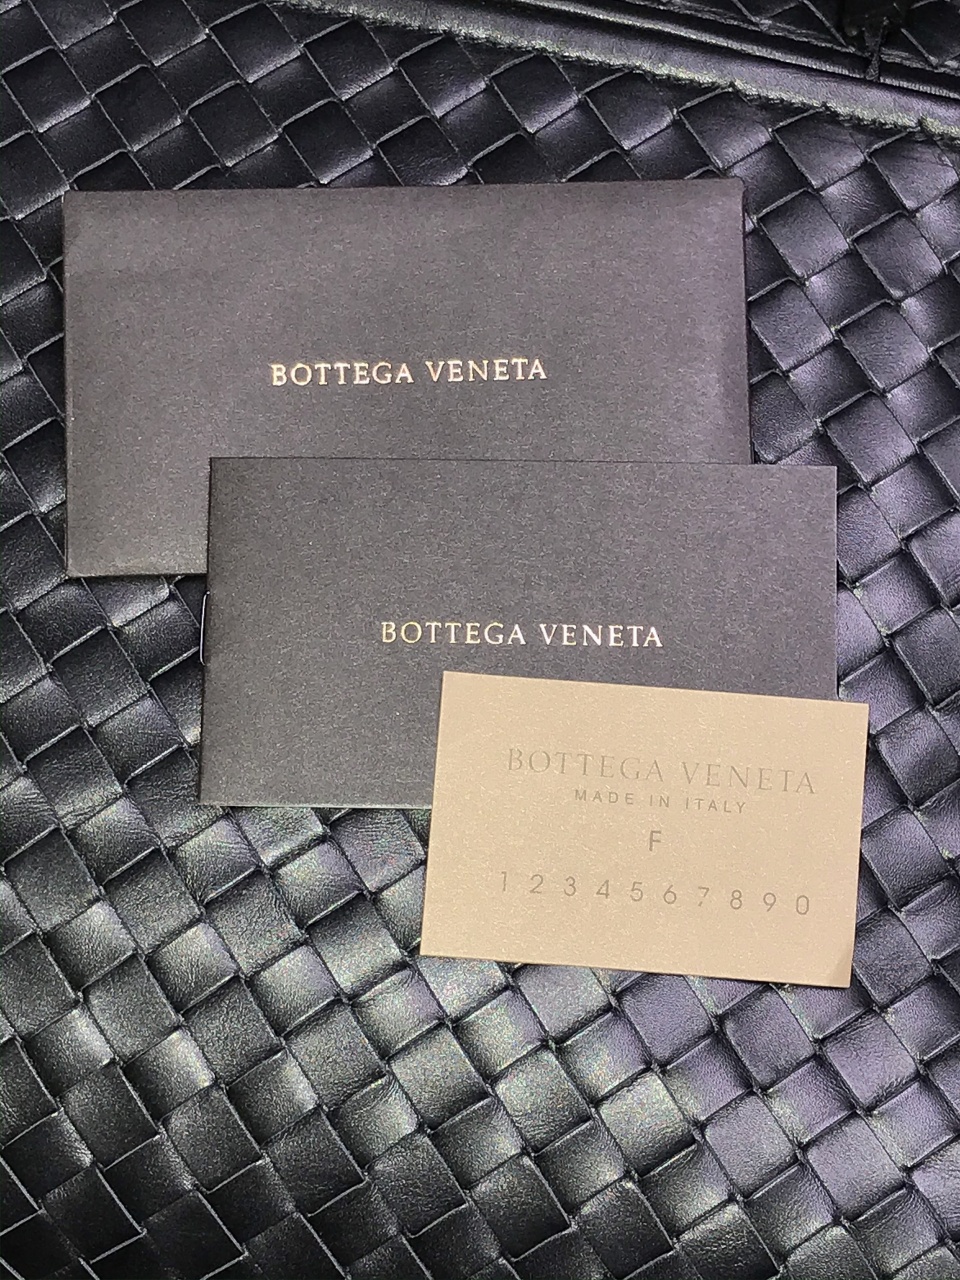 BOTTEGA VENETA
BOTTEGA VENETA
BOTTEGA VENETA
MADE IN ITALY
F
1 2 3 4 5 6 7 8 9 0